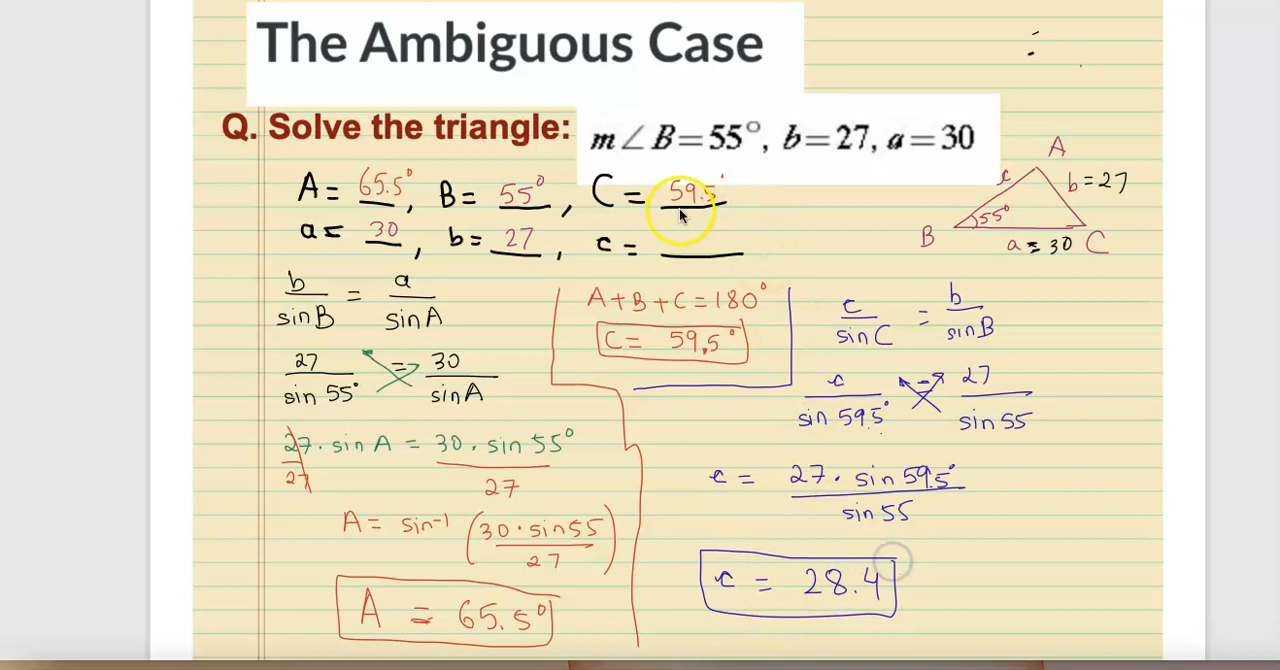 The Ambiguous Case
Q. Solve the triangle: m∠B=55°, b=27, a=30
A = 65.5°, B = 55°, C = 59.5°
a = 30, b = 27, c =
A
c
b = 27
55°
B
a = 30
C
b/sinB = a/sinA
27/sin 55° = 30/sinA
27 · sin A = 30 · sin 55°
27 27
A = sin-1 (30 · sin55/27)
A = 65.5°
A + B + C = 180°
C = 59.5°
c/sinC = b/sinB
c/sin 59.5° = 27/sin 55
c = 27 · sin 59.5°/sin 55
c = 28.4